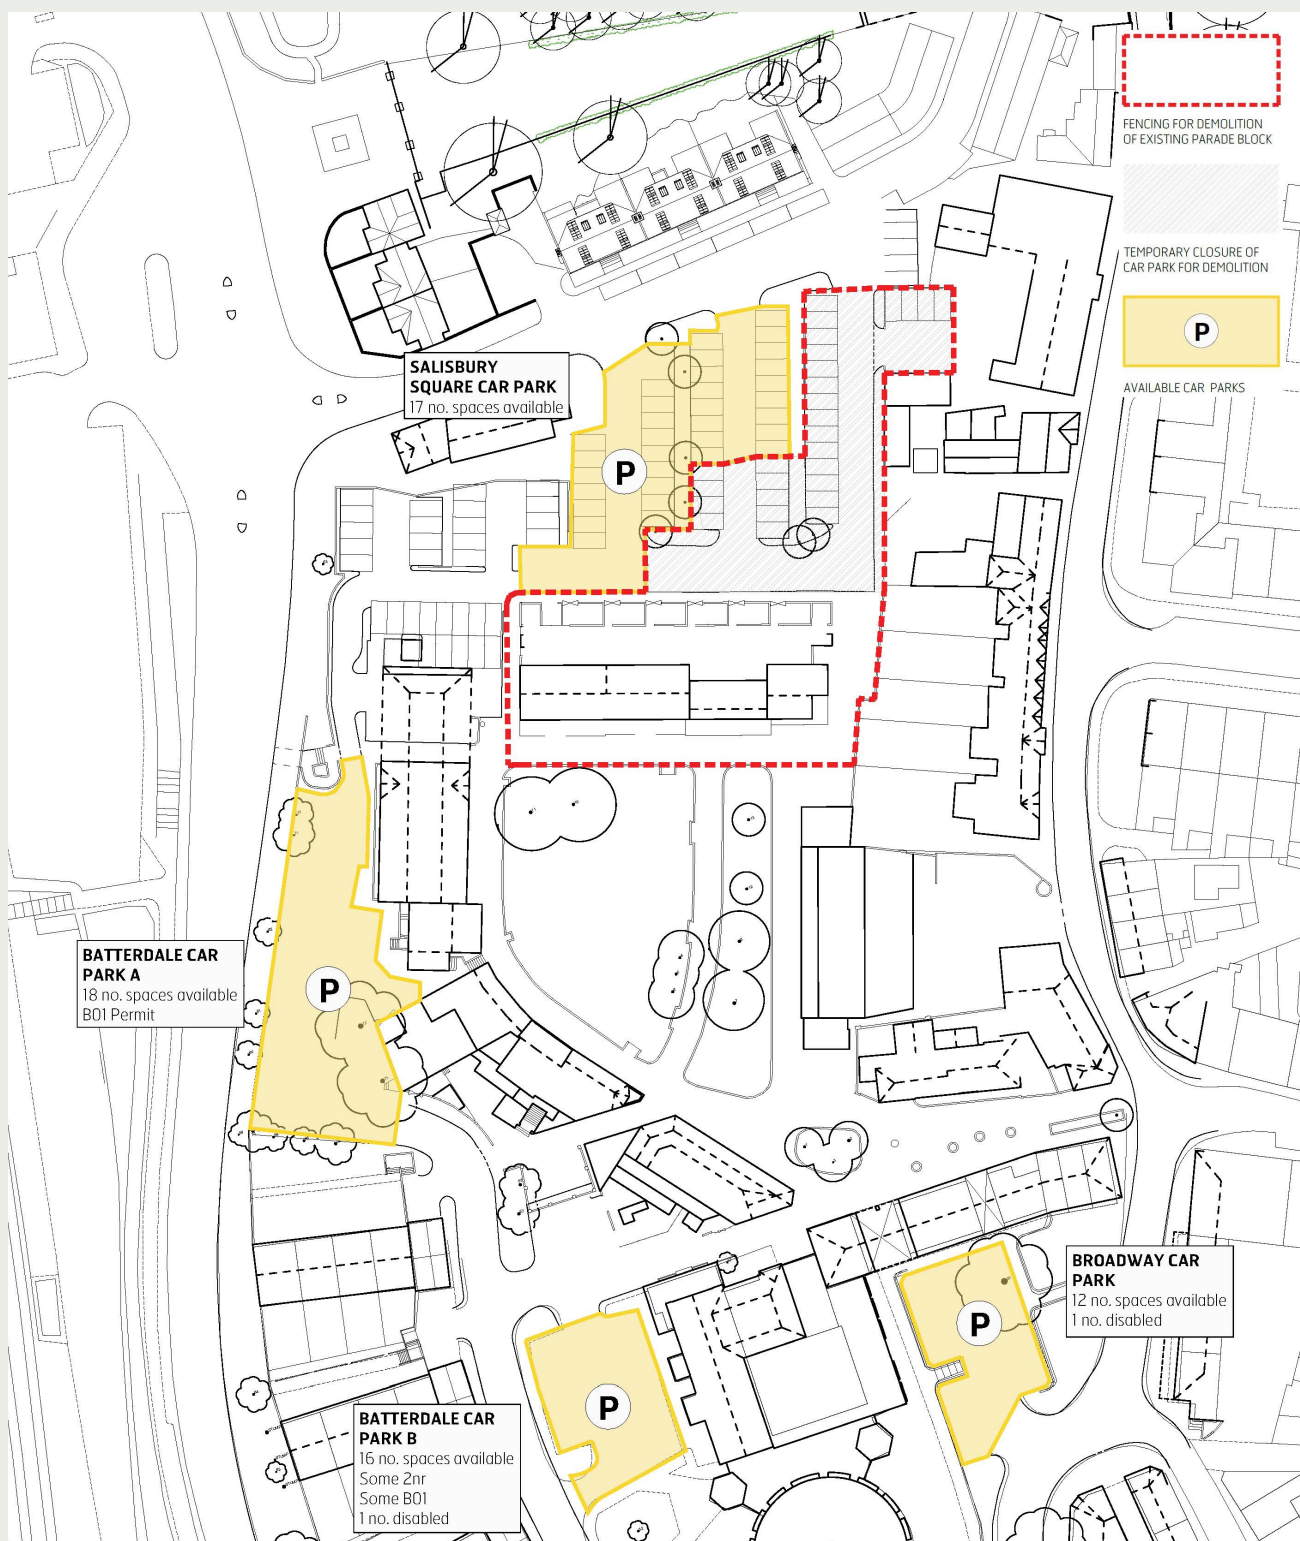 FENCING FOR DEMOLITION
OF EXISTING PARADE BLOCK
TEMPORARY CLOSURE OF
CAR PARK FOR DEMOLITION
P
AVAILABLE CAR PARKS
SALISBURY
SQUARE CAR PARK
17 no. spaces available
P
BATTERDALE CAR
PARK A
18 no. spaces available
B01 Permit
P
BROADWAY CAR
PARK
12 no. spaces available
1 no. disabled
P
BATTERDALE CAR
PARK B
16 no. spaces available
Some 2nr
Some B01
1 no. disabled
P